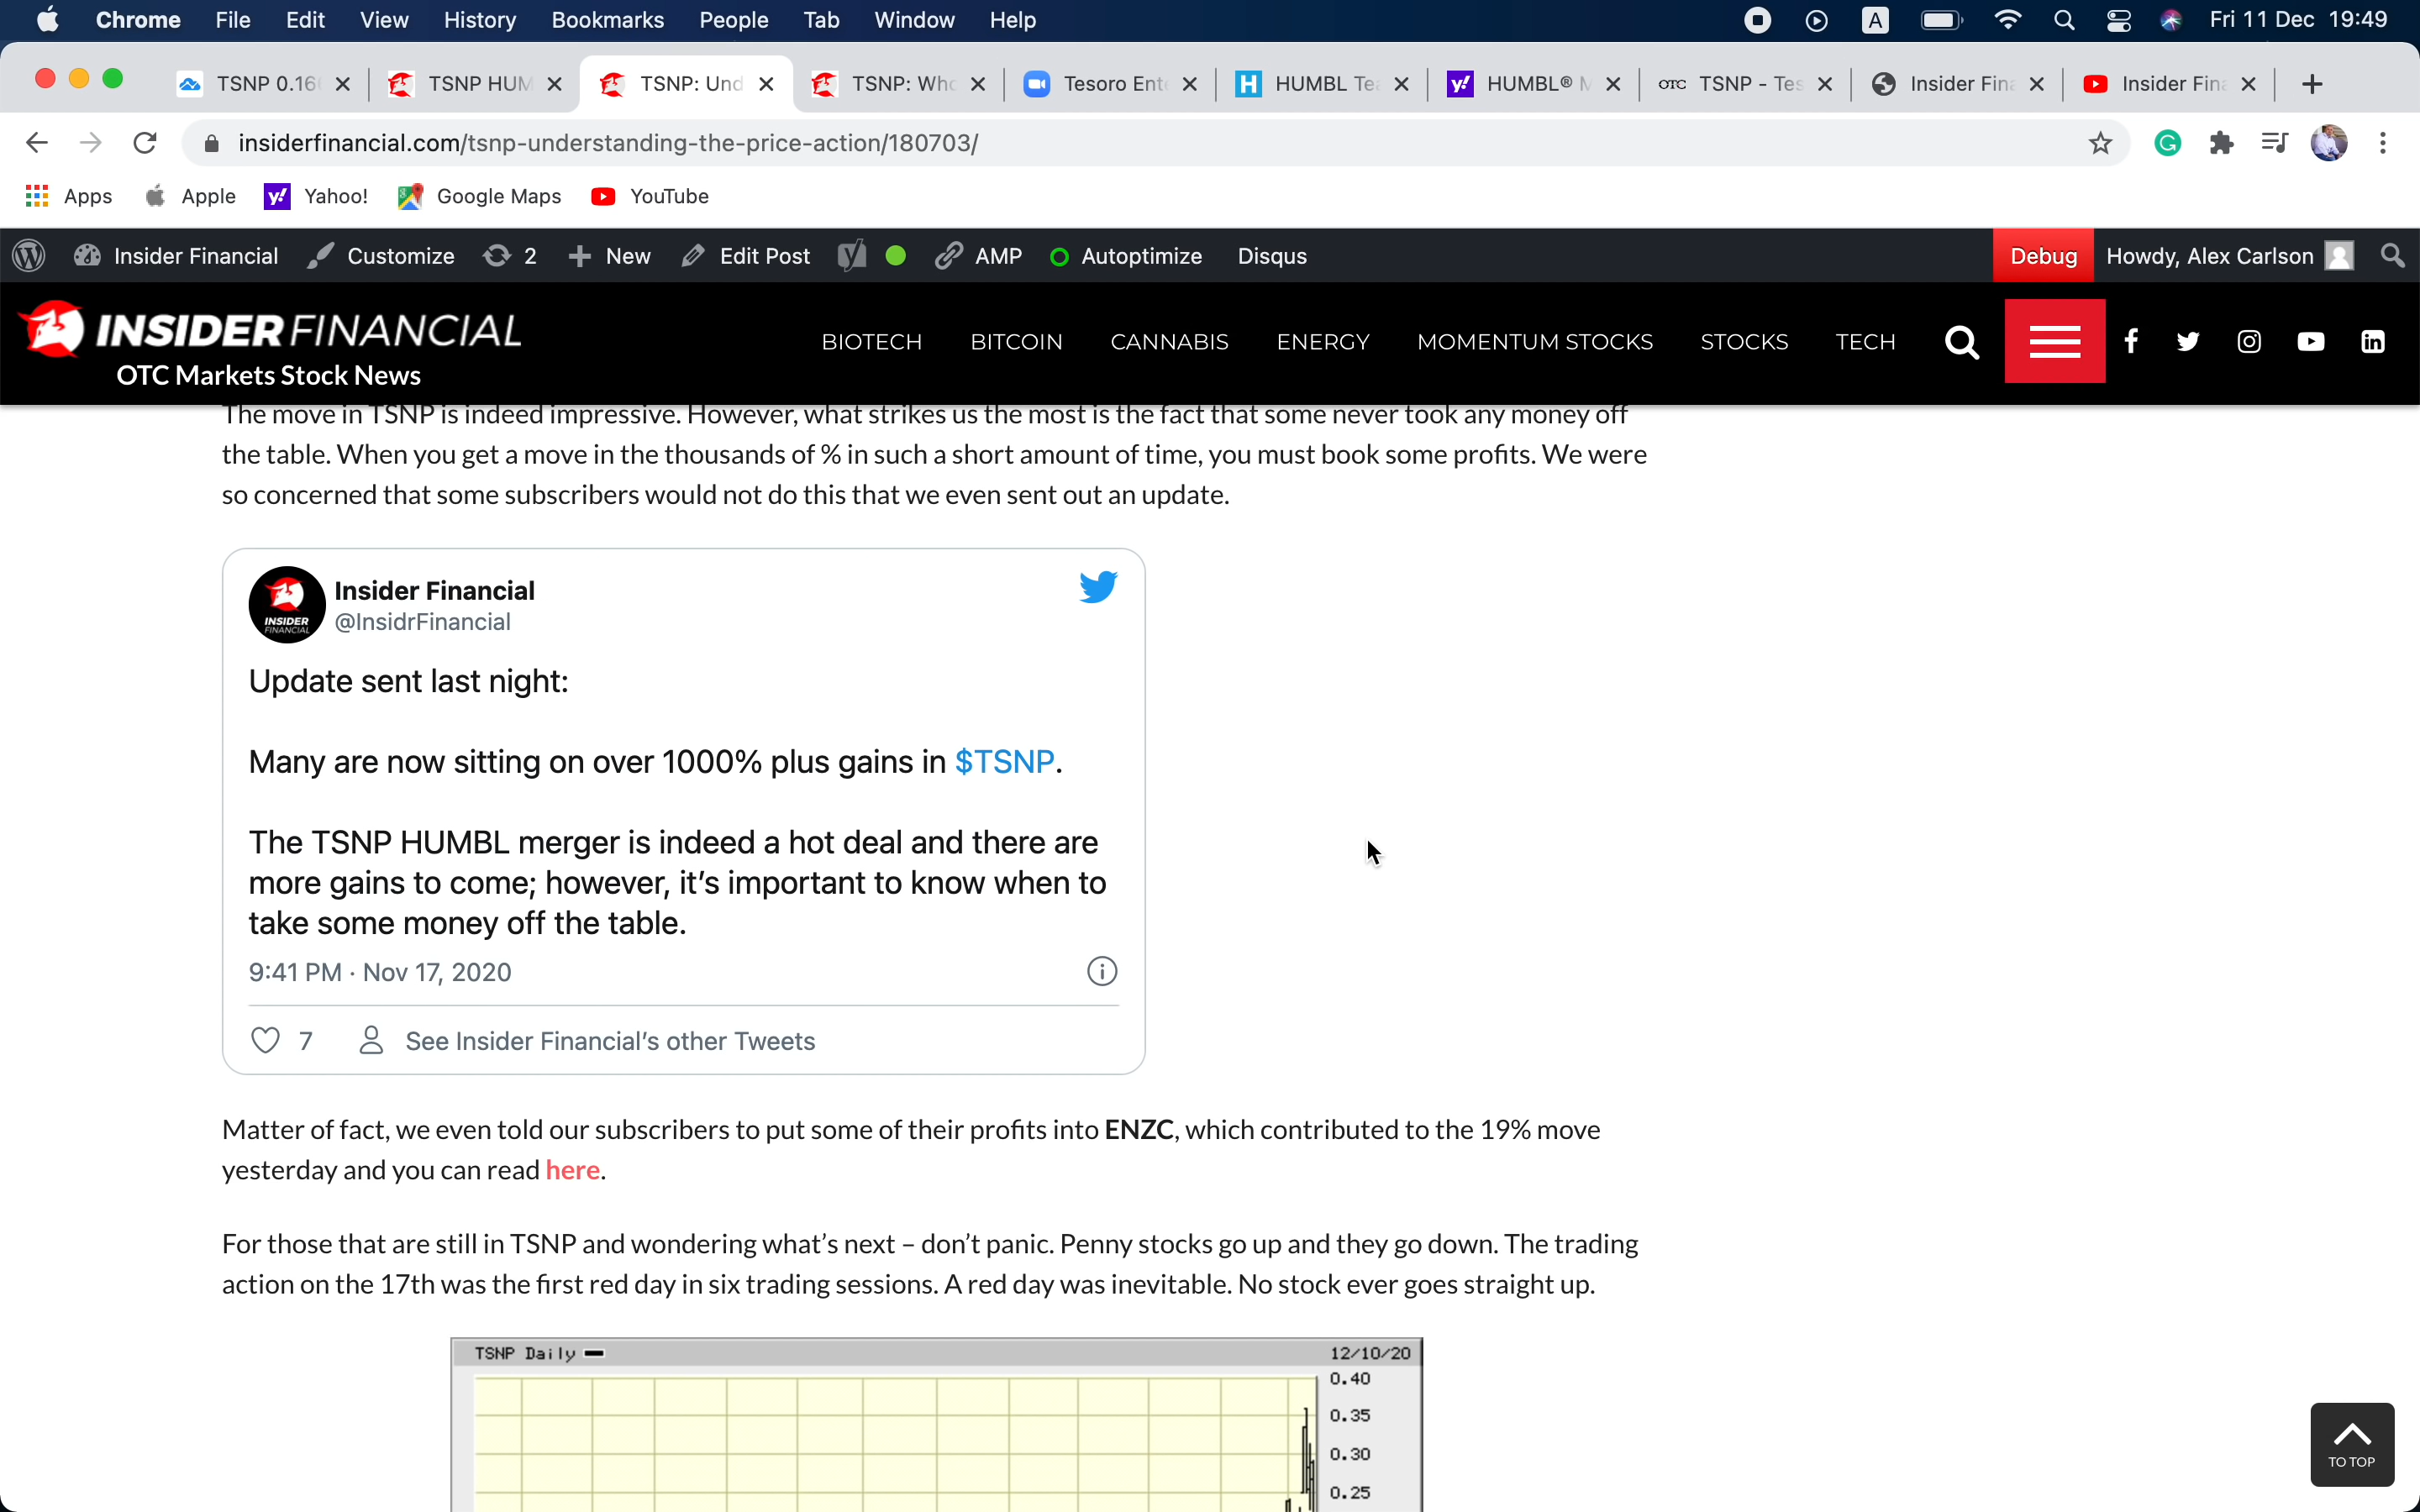 Chrome File Edit View History Bookmarks People Tab Window Help A Fri 11 Dec 19:49
TSNP 0.16 TSNP HUM TSNP: Und TSNP: Who Tesoro Ent HUMBL Te HUMBL® OTC TSNP - Tes Insider Fin Insider Fin
insiderfinancial.com/tsnp-understanding-the-price-action/180703/
Apps Apple Yahoo! Google Maps YouTube
Insider Financial Customize 2 New Edit Post AMP Autoptimize Disqus Debug Howdy, Alex Carlson
INSIDER FINANCIAL
OTC Markets Stock News
BIOTECH BITCOIN CANNABIS ENERGY MOMENTUM STOCKS STOCKS TECH
The move in TSNP is indeed impressive. However, what strikes us the most is the fact that some never took any money off
the table. When you get a move in the thousands of % in such a short amount of time, you must book some profits. We were
so concerned that some subscribers would not do this that we even sent out an update.
INSIDER
FINANCIAL
Insider Financial
@InsidrFinancial
Update sent last night:
Many are now sitting on over 1000% plus gains in $TSNP.
The TSNP HUMBL merger is indeed a hot deal and there are
more gains to come; however, it's important to know when to
take some money off the table.
9:41 PM · Nov 17, 2020
7 See Insider Financial's other Tweets
Matter of fact, we even told our subscribers to put some of their profits into ENZC, which contributed to the 19% move
yesterday and you can read here.
For those that are still in TSNP and wondering what's next – don't panic. Penny stocks go up and they go down. The trading
action on the 17th was the first red day in six trading sessions. A red day was inevitable. No stock ever goes straight up.
TSNP Daily 12/10/20
0.40
0.35
0.30
0.25
TO TOP